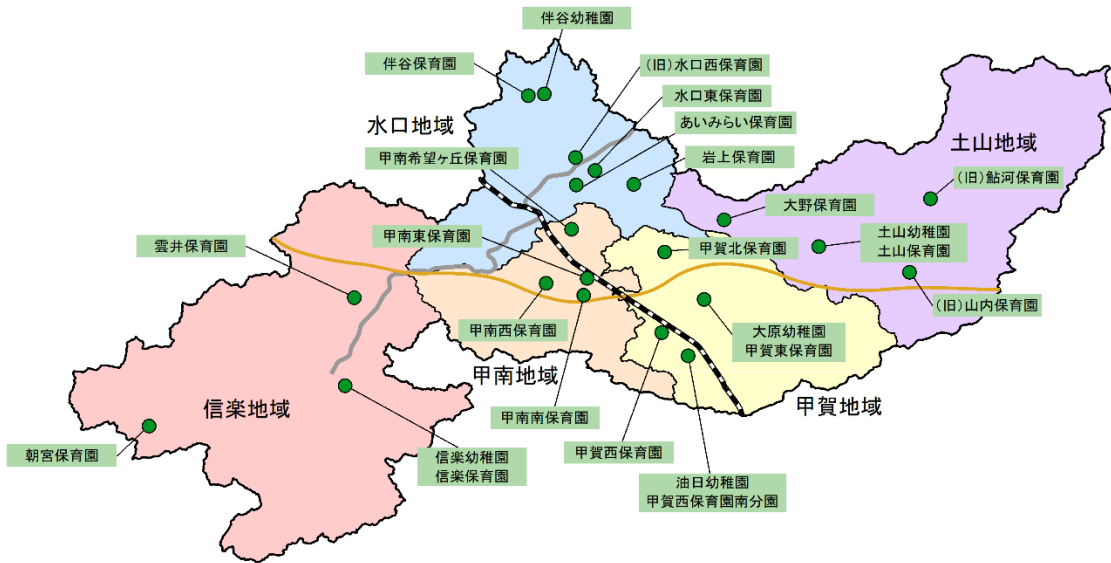 伴谷幼稚園
伴谷保育園
(旧)水口西保育園
水口東保育園
あいみらい保育園
水口地域
土山地域
甲南希望ヶ丘保育園
岩上保育園
(旧)鮎河保育園
大野保育園
甲南東保育園
土山幼稚園
土山保育園
雲井保育園
甲賀北保育園
(旧)山内保育園
甲南西保育園
大原幼稚園
甲賀東保育園
甲南地域
信楽地域
甲賀地域
甲南南保育園
朝宮保育園
信楽幼稚園
信楽保育園
甲賀西保育園
油日幼稚園
甲賀西保育園南分園